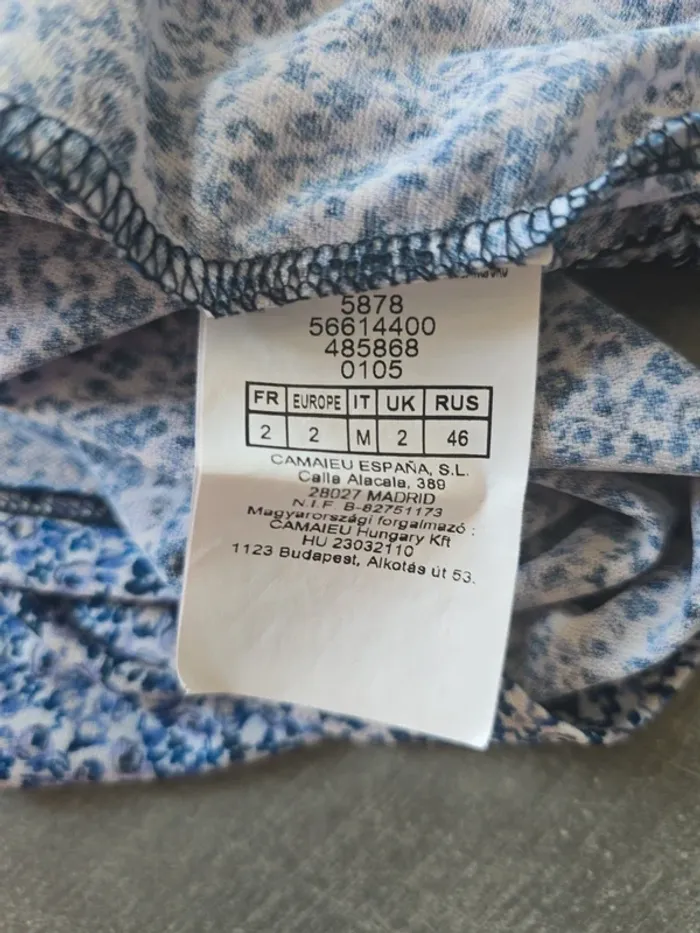 5878
56614400
485868
0105
FR EUROPE IT UK RUS
2 2 M 2 46
CAMAIEU ESPAÑA, S.L.
Calla Alacala, 389
28027 MADRID
N.I.F. B-82751173
Magyarországi forgalmazó :
CAMAIEU Hungary Kft
HU 23032110
1123 Budapest, Alkotás út 53.